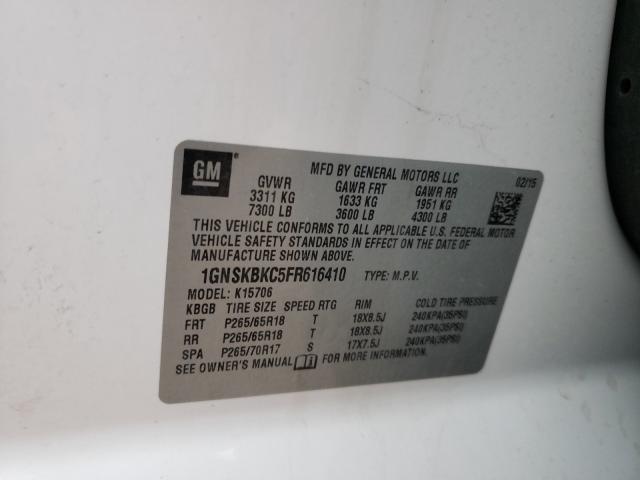 GM
MFD BY GENERAL MOTORS LLC 02/15
GVWR GAWR FRT GAWR RR
3311 KG 1633 KG 1951 KG
7300 LB 3600 LB 4300 LB
THIS VEHICLE CONFORMS TO ALL APPLICABLE U.S. FEDERAL MOTOR
VEHICLE SAFETY STANDARDS IN EFFECT ON THE DATE OF
MANUFACTURE SHOWN ABOVE.
1GNSKBKC5FR616410 TYPE: M.P.V.
MODEL: K15706
KBGB TIRE SIZE SPEED RTG RIM COLD TIRE PRESSURE
FRT P265/65R18 T 18X8.5J 240KPA(35PSI)
RR P265/65R18 T 18X8.5J 240KPA(35PSI)
SPA P265/70R17 S 17X7.5J 240KPA(35PSI)
SEE OWNER'S MANUAL FOR MORE INFORMATION.